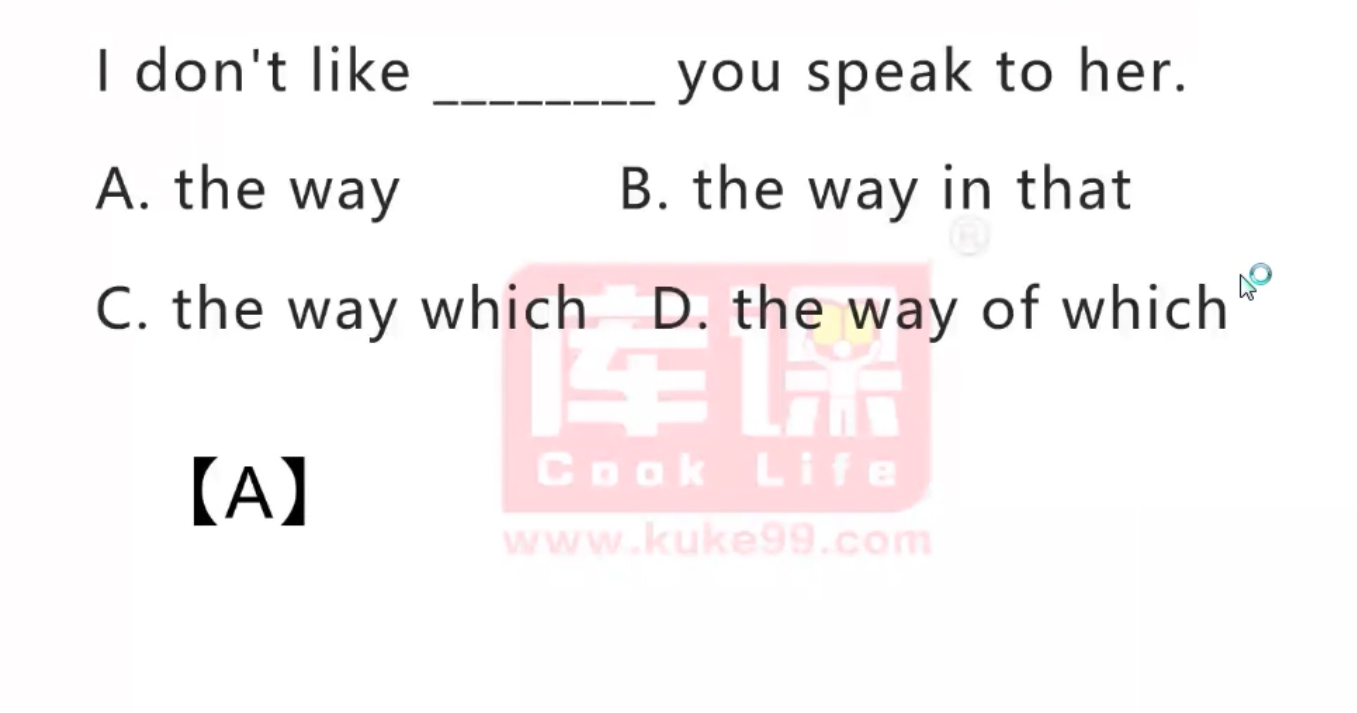 I don't like ________ you speak to her.
A. the way B. the way in that
®
C. the way which D. the way of which
库课
Cook Life
【A】
www.kuke99.com